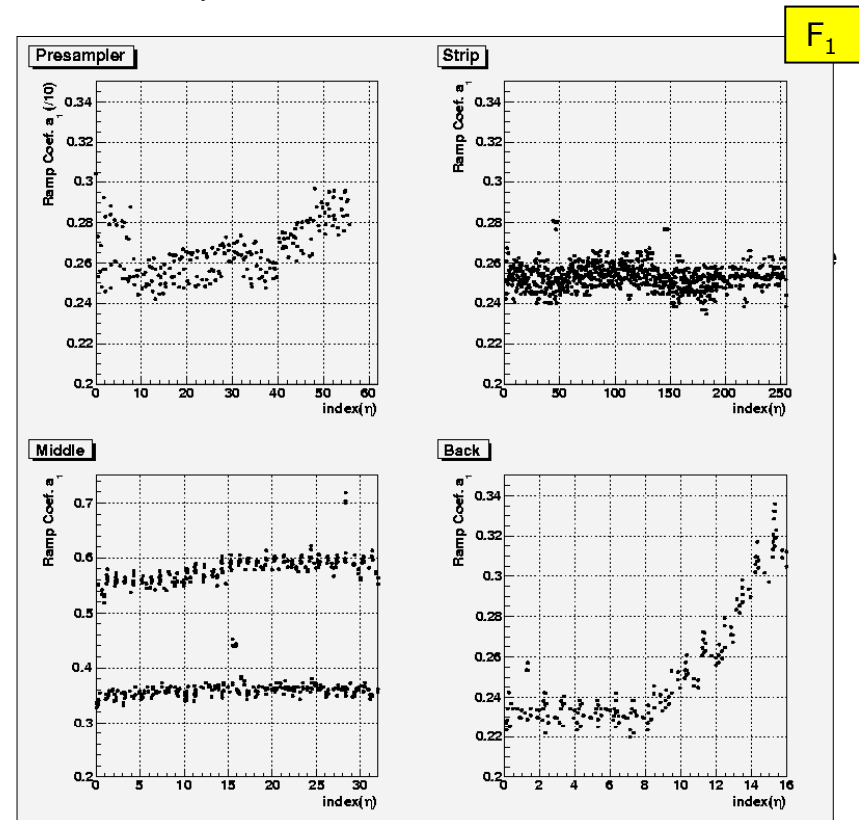 F₁
Presampler
Ramp Coef. a₁ (/10)
0.34
0.32
0.3
0.28
0.26
0.24
0.22
0.2
0 10 20 30 40 50 60
index(η)
Strip
Ramp Coef. a₁
0.34
0.32
0.3
0.28
0.26
0.24
0.22
0.2
0 50 100 150 200 250
index(η)
Middle
Ramp Coef. a₁
0.7
0.6
0.5
0.4
0.3
0.2
0 5 10 15 20 25 30
index(η)
Back
Ramp Coef. a₁
0.34
0.32
0.3
0.28
0.26
0.24
0.22
0.2
0 2 4 6 8 10 12 14 16
index(η)